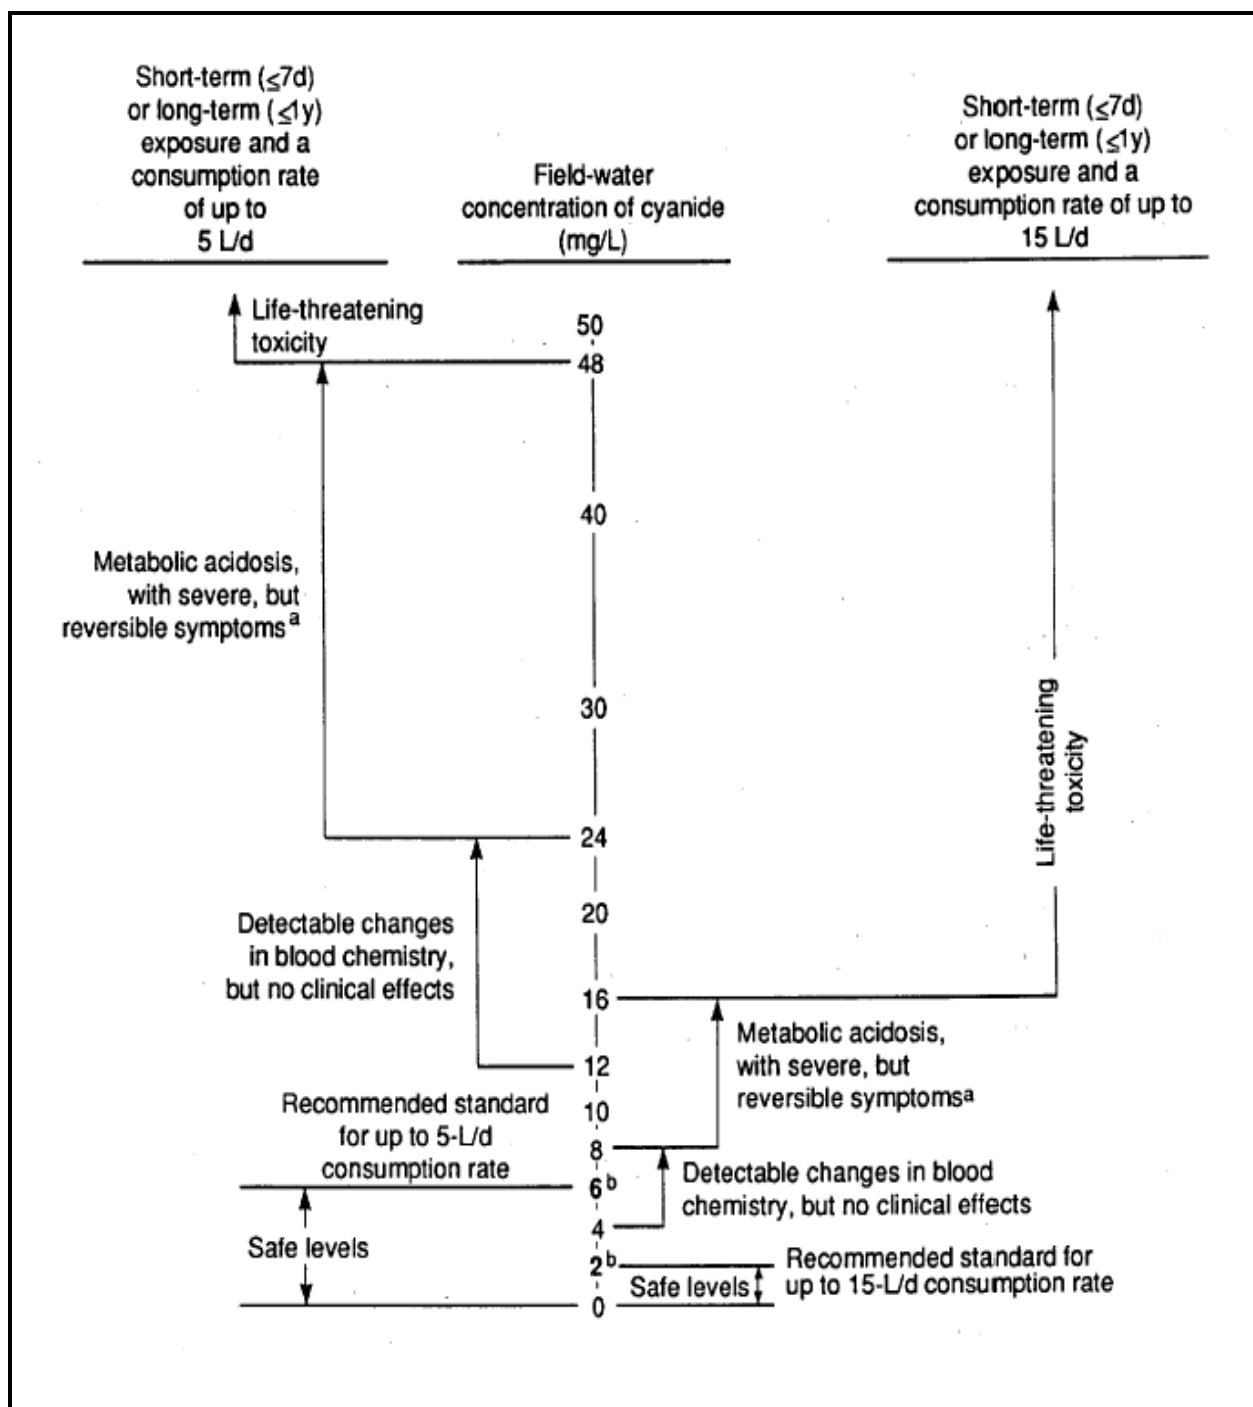 Short-term (≤7d)
or long-term (≤1y)
exposure and a
consumption rate
of up to
5 L/d
Field-water
concentration of cyanide
(mg/L)
Short-term (≤7d)
or long-term (≤1y)
exposure and a
consumption rate of up to
15 L/d
Life-threatening
toxicity
50
48
40
Metabolic acidosis,
with severe, but
reversible symptoms a
30
Life-threatening
toxicity
24
20
Detectable changes
in blood chemistry,
but no clinical effects
16
Metabolic acidosis,
with severe, but
reversible symptoms a
12
10
Recommended standard
for up to 5-L/d
consumption rate
8
Detectable changes in blood
chemistry, but no clinical effects
6 b
4
Safe levels
2 b
Recommended standard for
up to 15-L/d consumption rate
Safe levels
0